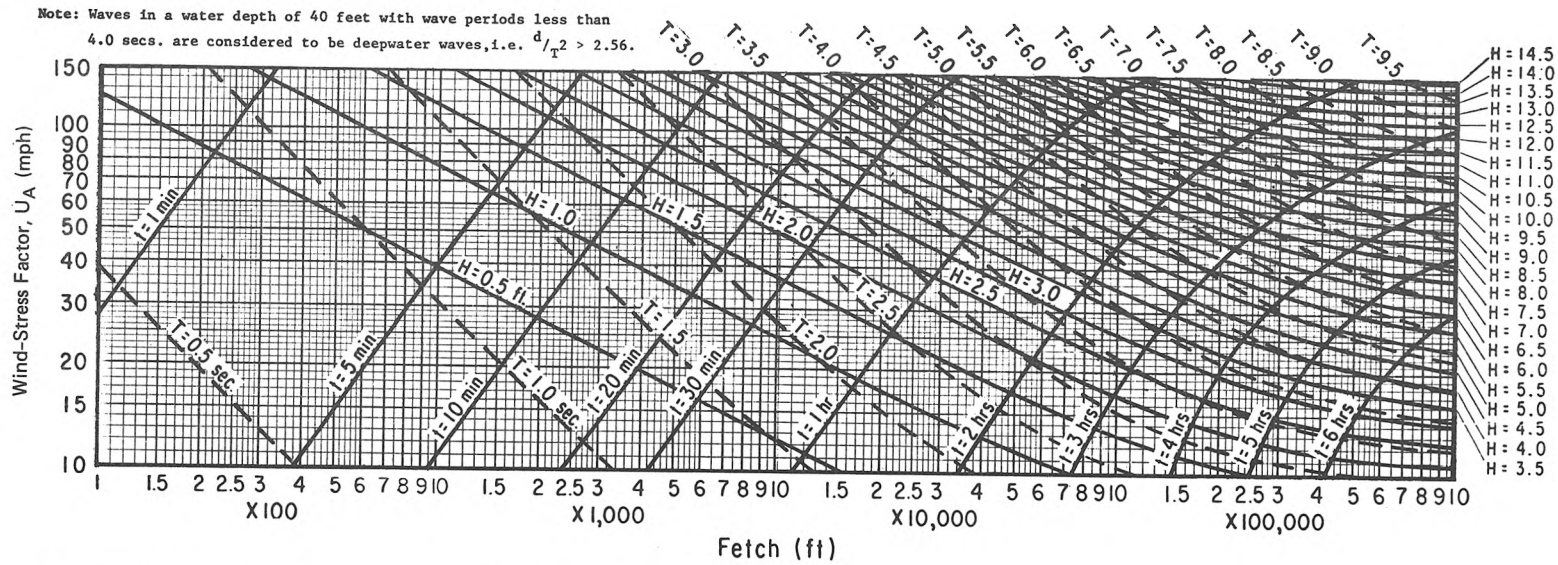 Note: Waves in a water depth of 40 feet with wave periods less than
4.0 secs. are considered to be deepwater waves,i.e. d/T2 > 2.56.
T=3.0
T=3.5
T=4.0
T=4.5
T=5.0
T=5.5
T=6.0
T=6.5
T=7.0
T=7.5
T=8.0
T=8.5
T=9.0
T=9.5
H=14.5
H=14.0
H=13.5
H=13.0
H=12.5
H=12.0
H=11.5
H=11.0
H=10.5
H=10.0
H=9.5
H=9.0
H=8.5
H=8.0
H=7.5
H=7.0
H=6.5
H=6.0
H=5.5
H=5.0
H=4.5
H=4.0
H=3.5
Wind-Stress Factor, UA (mph)
150
100
90
80
70
60
50
40
30
20
15
10
t=1 min
H=1.0
H=1.5
H=2.0
H=0.5 ft.
H=2.5
H=3.0
T=0.5 sec
t=5 min
t=10 min
T=1.0 sec
T=1.5
t=20 min
t=30 min
T=2.0
T=2.5
t=1 hr
t=2 hrs
t=3 hrs
t=4 hrs
t=5 hrs
t=6 hrs
1 1.5 2 2.5 3 4 5 6 7 8 9 10 1.5 2 2.5 3 4 5 6 7 8 9 10 1.5 2 2.5 3 4 5 6 7 8 9 10 1.5 2 2.5 3 4 5 6 7 8 9 10
X100 X1,000 X10,000 X100,000
Fetch (ft)